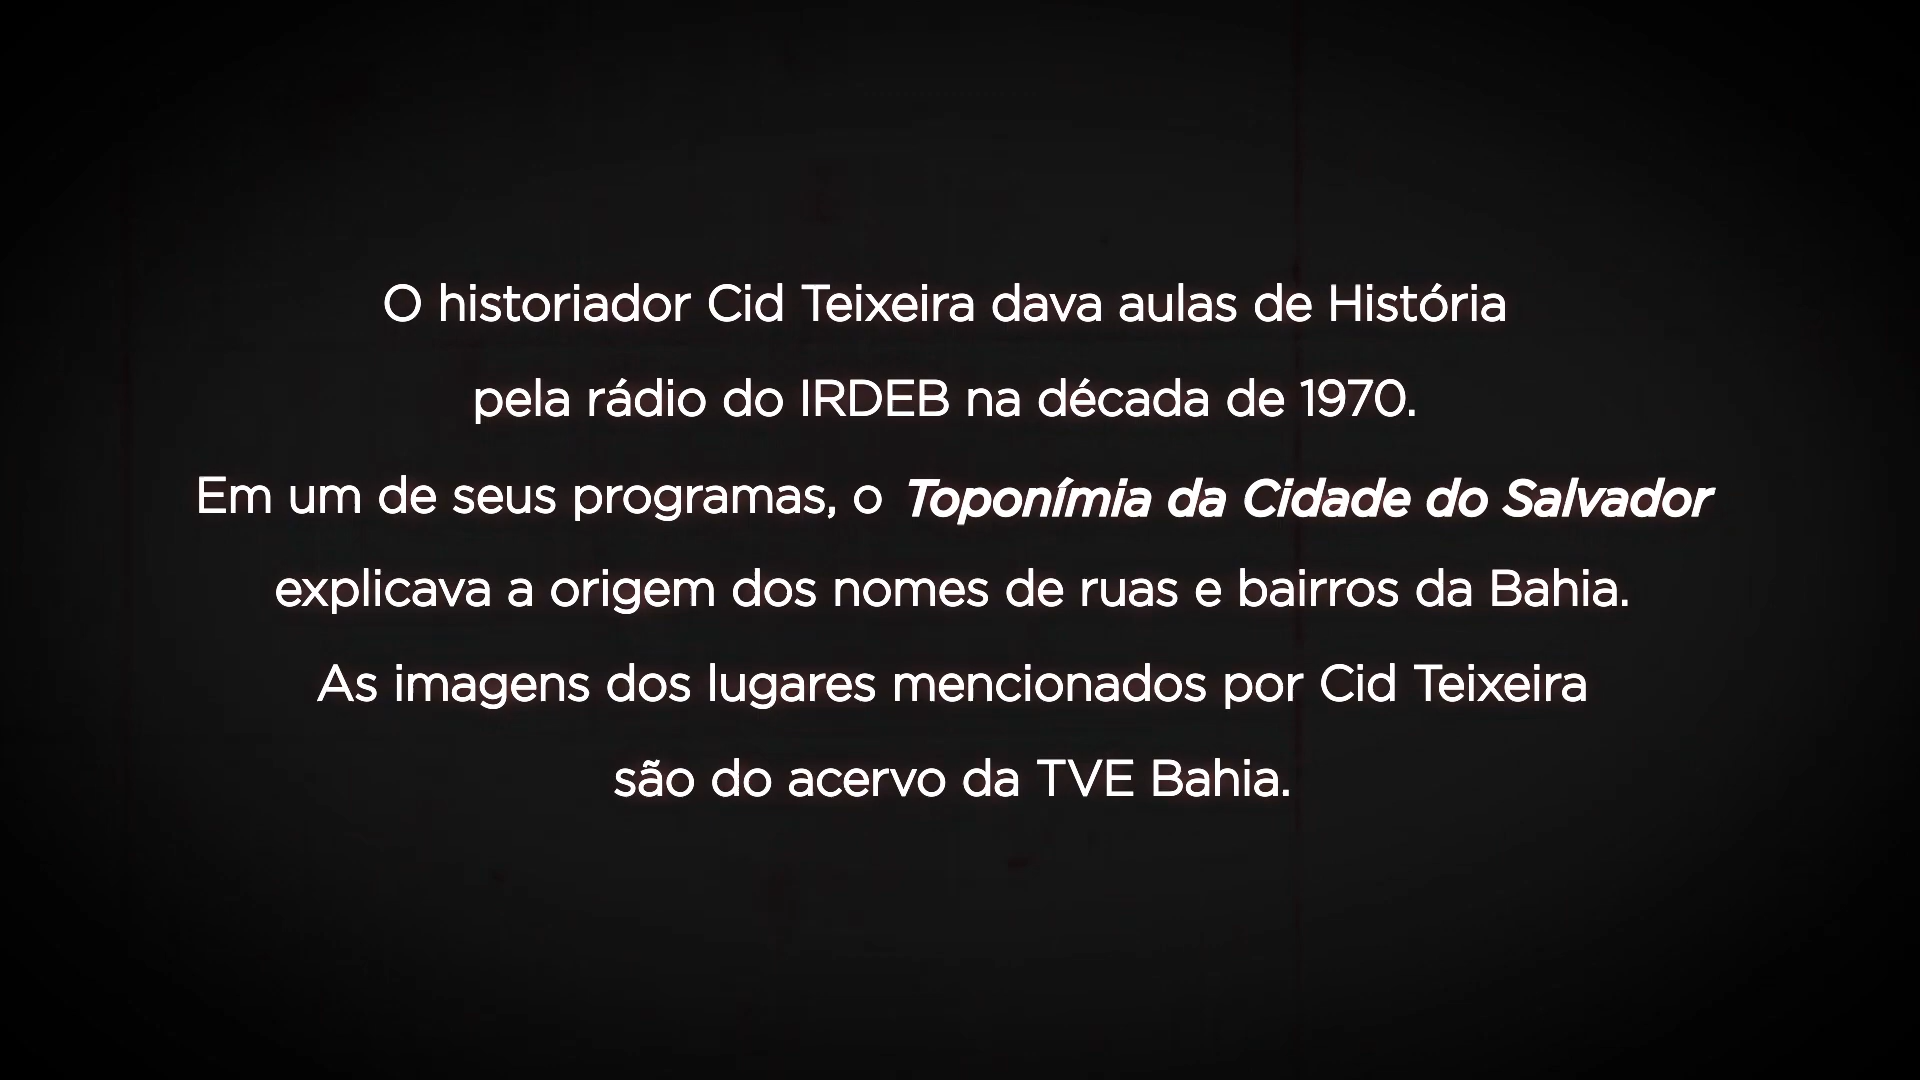 O historiador Cid Teixeira dava aulas de História
pela rádio do IRDEB na década de 1970.
Em um de seus programas, o Toponímia da Cidade do Salvador
explicava a origem dos nomes de ruas e bairros da Bahia.
As imagens dos lugares mencionados por Cid Teixeira
são do acervo da TVE Bahia.